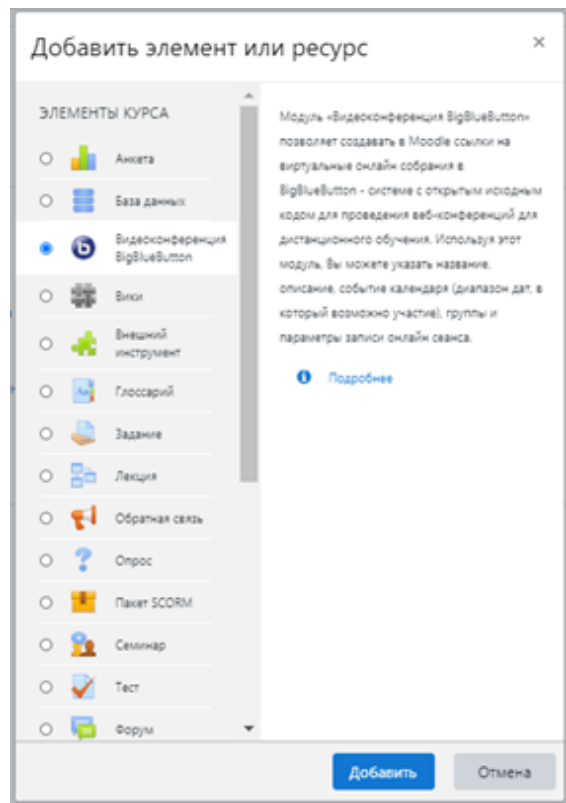 Добавить элемент или ресурс
×
ЭЛЕМЕНТЫ КУРСА
Анкета
База данных
Видеоконференция
BigBlueButton
Вики
Внешний
инструмент
Глоссарий
Задание
Лекция
Обратная связь
Опрос
Пакет SCORM
Семинар
Тест
Форум
Модуль «Видеоконференция BigBlueButton»
позволяет создавать в Moodle ссылки на
виртуальные онлайн собрания в
BigBlueButton - системе с открытым исходным
кодом для проведения веб-конференций для
дистанционного обучения. Используя этот
модуль, Вы можете указать название,
описание, событие календаря (диапазон дат, в
который возможно участие), группы и
параметры записи онлайн сеанса.
Подробнее
Добавить
Отмена